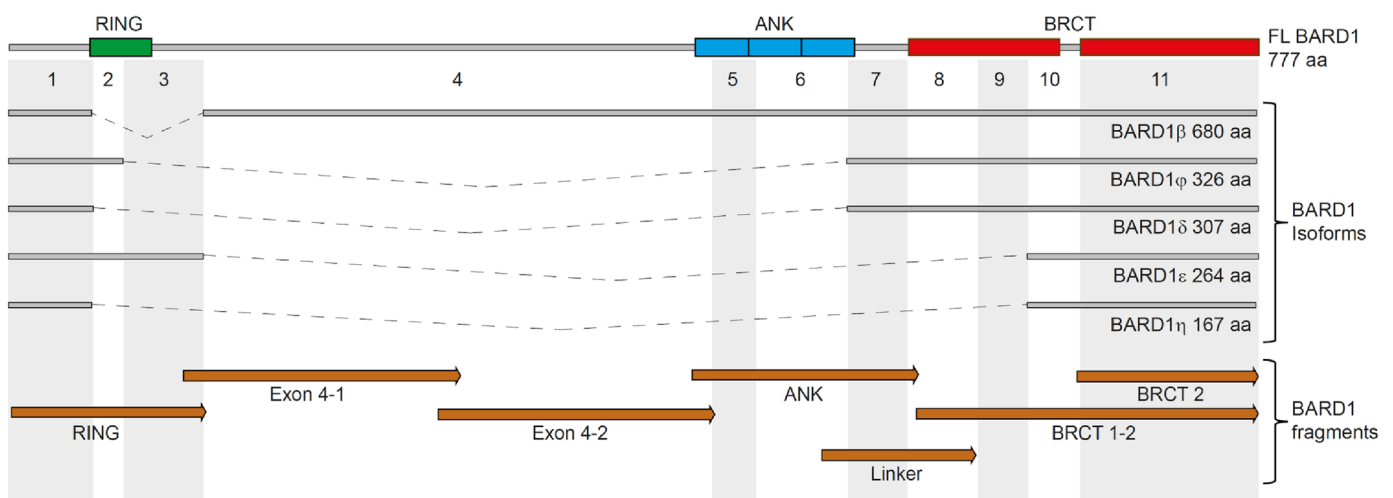 RING
ANK
BRCT
FL BARD1
777 aa
1 2 3 4 5 6 7 8 9 10 11
BARD1β 680 aa
BARD1φ 326 aa
BARD1δ 307 aa
BARD1ε 264 aa
BARD1η 167 aa
BARD1
Isoforms
Exon 4-1
ANK
BRCT 2
RING
Exon 4-2
BRCT 1-2
Linker
BARD1
fragments